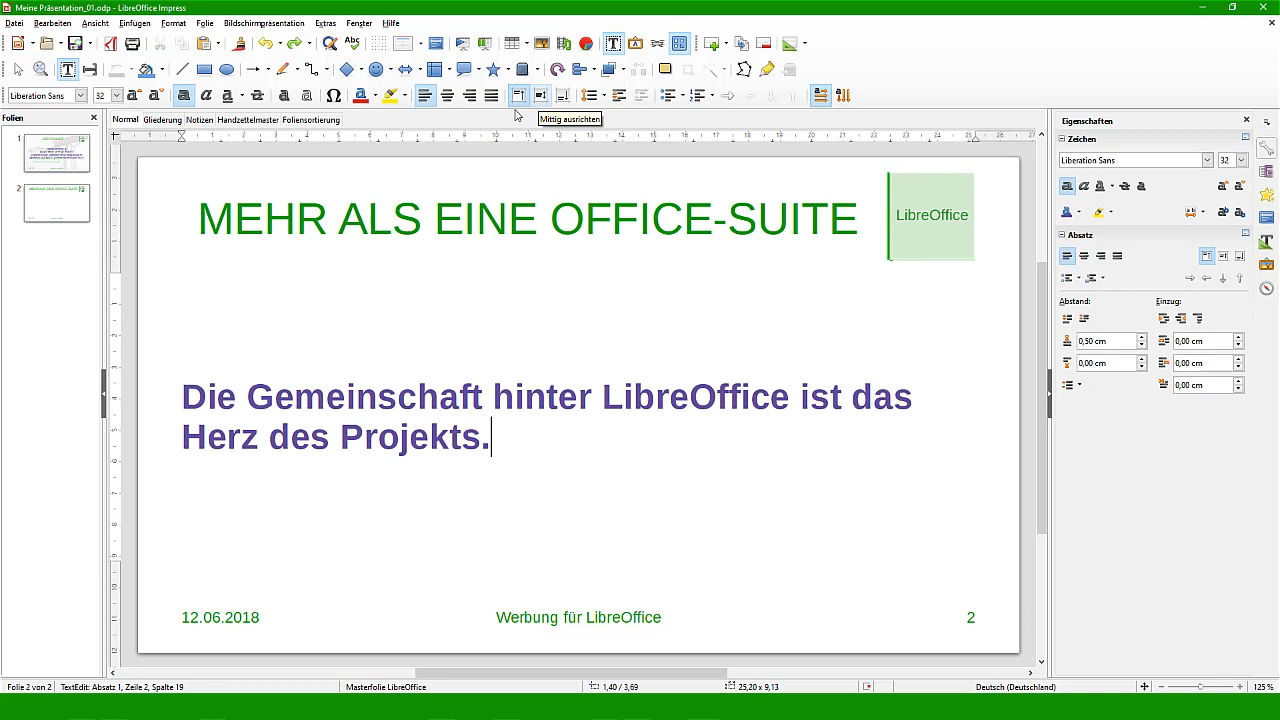 Meine Präsentation_01.odp - LibreOffice Impress
Datei Bearbeiten Ansicht Einfügen Format Folie Bildschirmpräsentation Extras Fenster Hilfe
Liberation Sans 32
Folien
Normal Gliederung Notizen Handzettelmaster Foliensortierung
Mittig ausrichten
1
2
MEHR ALS EINE OFFICE-SUITE
LibreOffice
Die Gemeinschaft hinter LibreOffice ist das
Herz des Projekts.
12.06.2018 Werbung für LibreOffice 2
Eigenschaften
Zeichen
Liberation Sans 32
Absatz
Abstand: Einzug:
0,50 cm 0,00 cm
0,00 cm 0,00 cm
0,00 cm
Folie 2 von 2 TextEdit: Absatz 1, Zeile 2, Spalte 19 Masterfolie LibreOffice 1,40 / 3,69 25,20 x 9,13 Deutsch (Deutschland) 125 %